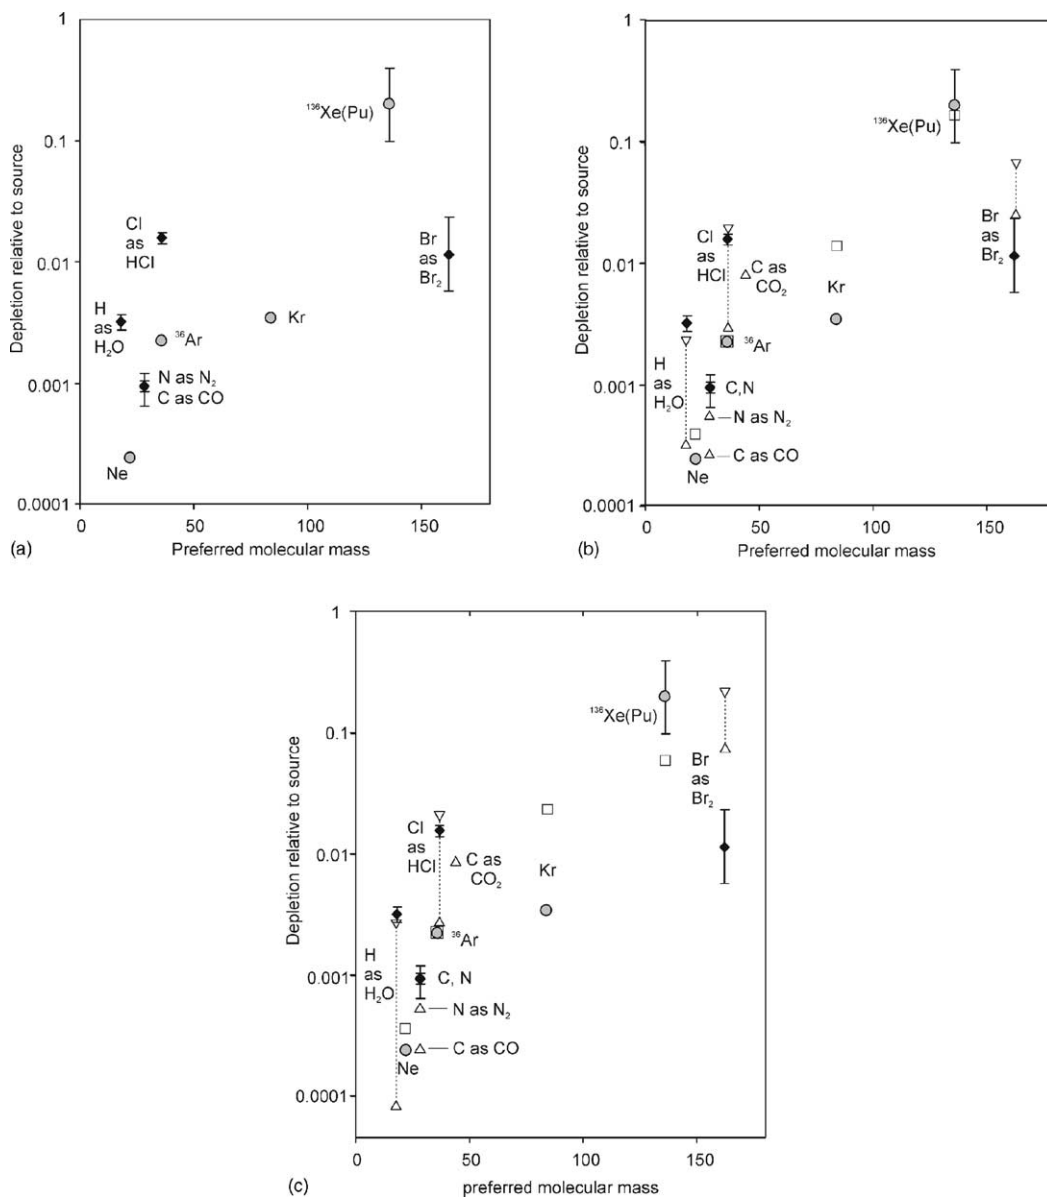 1
0.1
0.01
0.001
0.0001
Depletion relative to source
¹³⁶Xe(Pu)
Cl
as
HCl
Br
as
Br₂
H
as
H₂O
³⁶Ar
Kr
N as N₂
C as CO
Ne
0 50 100 150
(a) Preferred molecular mass
1
0.1
0.01
0.001
0.0001
Depletion relative to source
¹³⁶Xe(Pu)
Cl
as
HCl
C as
CO₂
Br
as
Br₂
Kr
³⁶Ar
H
as
H₂O
C,N
N as N₂
C as CO
Ne
0 50 100 150
(b) Preferred molecular mass
1
0.1
0.01
0.001
0.0001
Depletion relative to source
¹³⁶Xe(Pu)
Br
as
Br₂
Cl
as
HCl
C as
CO₂
Kr
³⁶Ar
H
as
H₂O
C, N
N as N₂
C as CO
Ne
0 50 100 150
(c) preferred molecular mass